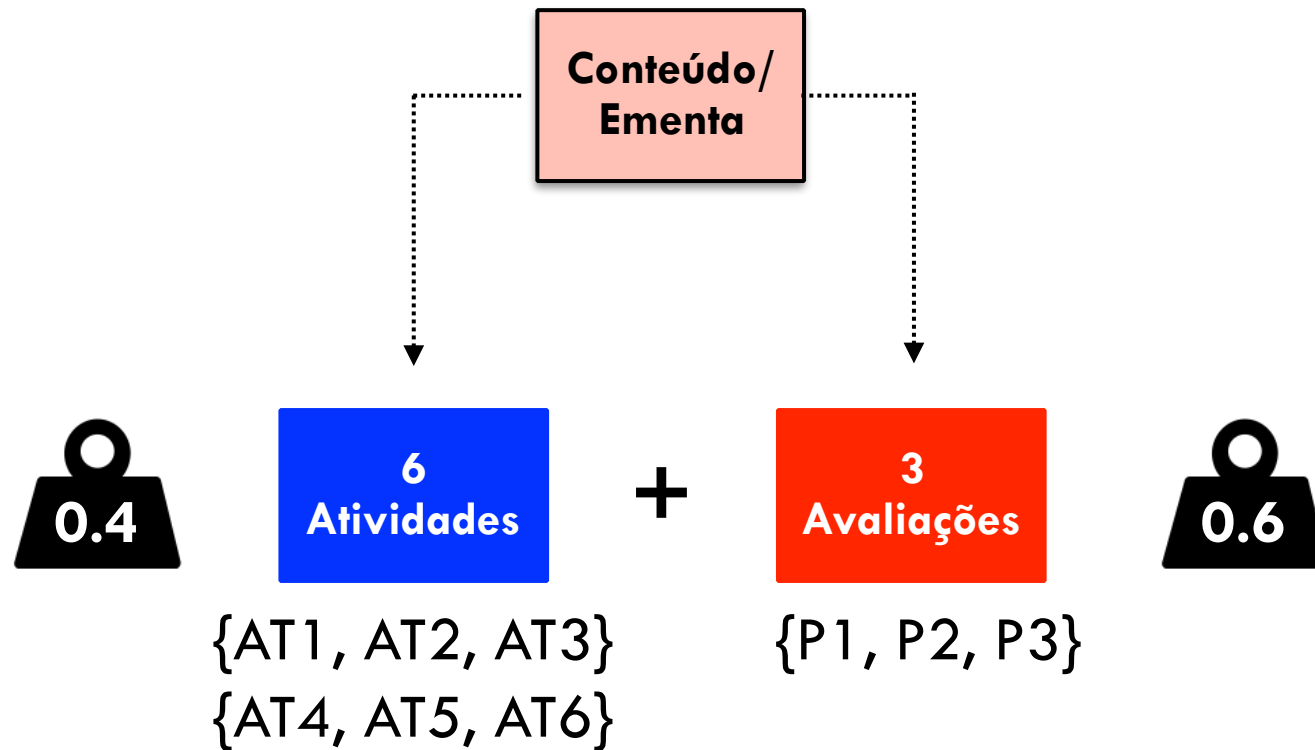 Conteúdo/
Ementa
0.4
6
Atividades
+
3
Avaliações
0.6
{AT1, AT2, AT3}
{P1, P2, P3}
{AT4, AT5, AT6}